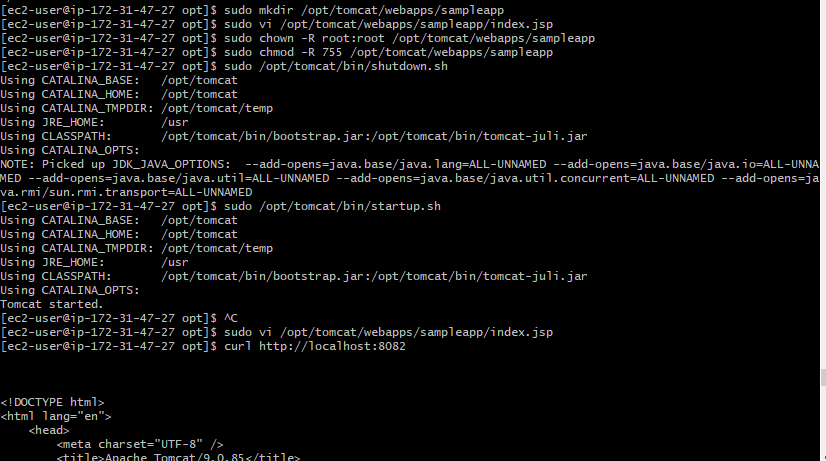 [ec2-user@ip-172-31-47-27 opt]$ sudo mkdir /opt/tomcat/webapps/sampleapp
[ec2-user@ip-172-31-47-27 opt]$ sudo vi /opt/tomcat/webapps/sampleapp/index.jsp
[ec2-user@ip-172-31-47-27 opt]$ sudo chown -R root:root /opt/tomcat/webapps/sampleapp
[ec2-user@ip-172-31-47-27 opt]$ sudo chmod -R 755 /opt/tomcat/webapps/sampleapp
[ec2-user@ip-172-31-47-27 opt]$ sudo /opt/tomcat/bin/shutdown.sh
Using CATALINA_BASE:   /opt/tomcat
Using CATALINA_HOME:   /opt/tomcat
Using CATALINA_TMPDIR: /opt/tomcat/temp
Using JRE_HOME:        /usr
Using CLASSPATH:       /opt/tomcat/bin/bootstrap.jar:/opt/tomcat/bin/tomcat-juli.jar
Using CATALINA_OPTS:
NOTE: Picked up JDK_JAVA_OPTIONS:  --add-opens=java.base/java.lang=ALL-UNNAMED --add-opens=java.base/java.io=ALL-UNNA
MED --add-opens=java.base/java.util=ALL-UNNAMED --add-opens=java.base/java.util.concurrent=ALL-UNNAMED --add-opens=ja
va.rmi/sun.rmi.transport=ALL-UNNAMED
[ec2-user@ip-172-31-47-27 opt]$ sudo /opt/tomcat/bin/startup.sh
Using CATALINA_BASE:   /opt/tomcat
Using CATALINA_HOME:   /opt/tomcat
Using CATALINA_TMPDIR: /opt/tomcat/temp
Using JRE_HOME:        /usr
Using CLASSPATH:       /opt/tomcat/bin/bootstrap.jar:/opt/tomcat/bin/tomcat-juli.jar
Using CATALINA_OPTS:
Tomcat started.
[ec2-user@ip-172-31-47-27 opt]$ ^C
[ec2-user@ip-172-31-47-27 opt]$ sudo vi /opt/tomcat/webapps/sampleapp/index.jsp
[ec2-user@ip-172-31-47-27 opt]$ curl http://localhost:8082
<!DOCTYPE html>
<html lang="en">
    <head>
        <meta charset="UTF-8" />
        <title>Apache Tomcat/9.0.85</title>